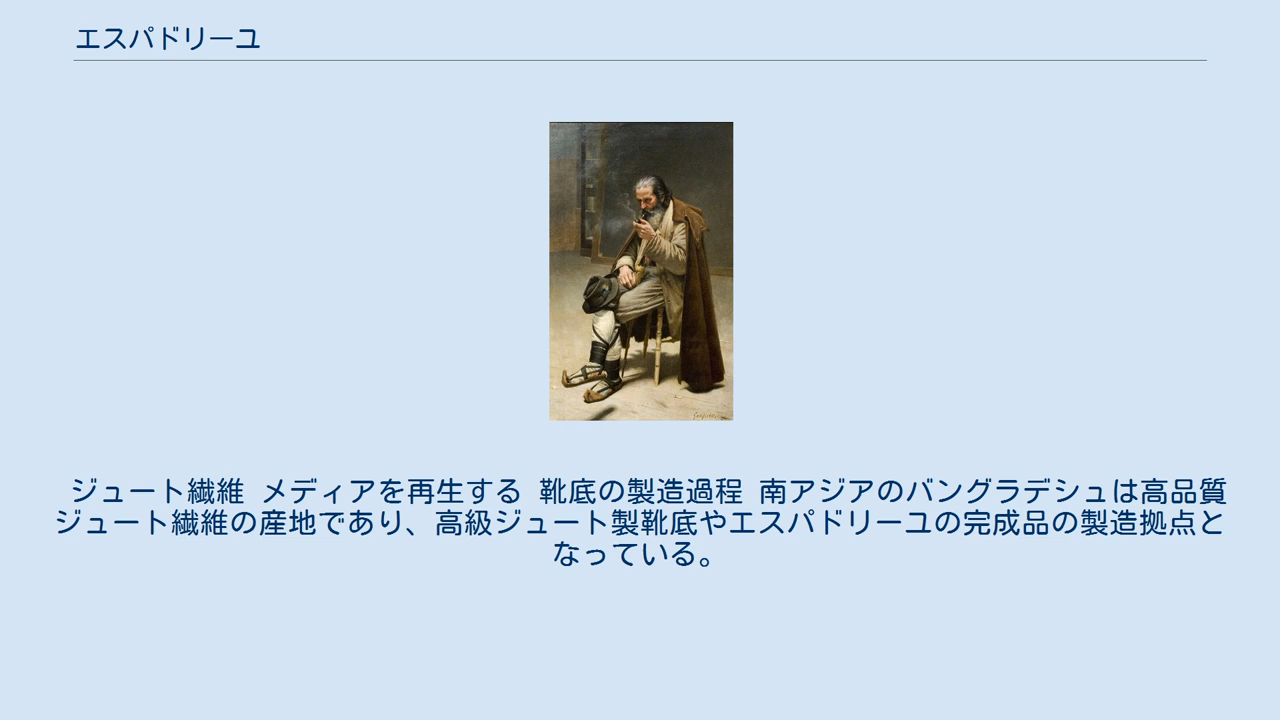 エスパドリーユ
ジュート繊維 メディアを再生する 靴底の製造過程 南アジアのバングラデシュは高品質
ジュート繊維の産地であり、高級ジュート製靴底やエスパドリーユの完成品の製造拠点と
なっている。